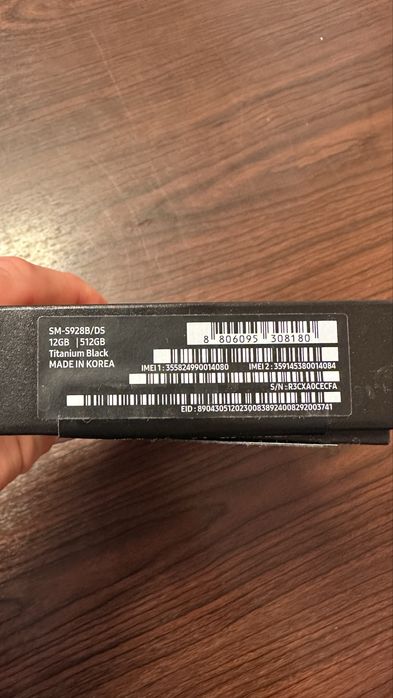 SM-S928B/DS
12GB | 512GB
Titanium Black
MADE IN KOREA
8 806095 308180
IMEI 1 : 355824990014080 IMEI 2 : 359145380014084
S/N : R3CXA0CECFA
EID : 89043051202300838924008292003741